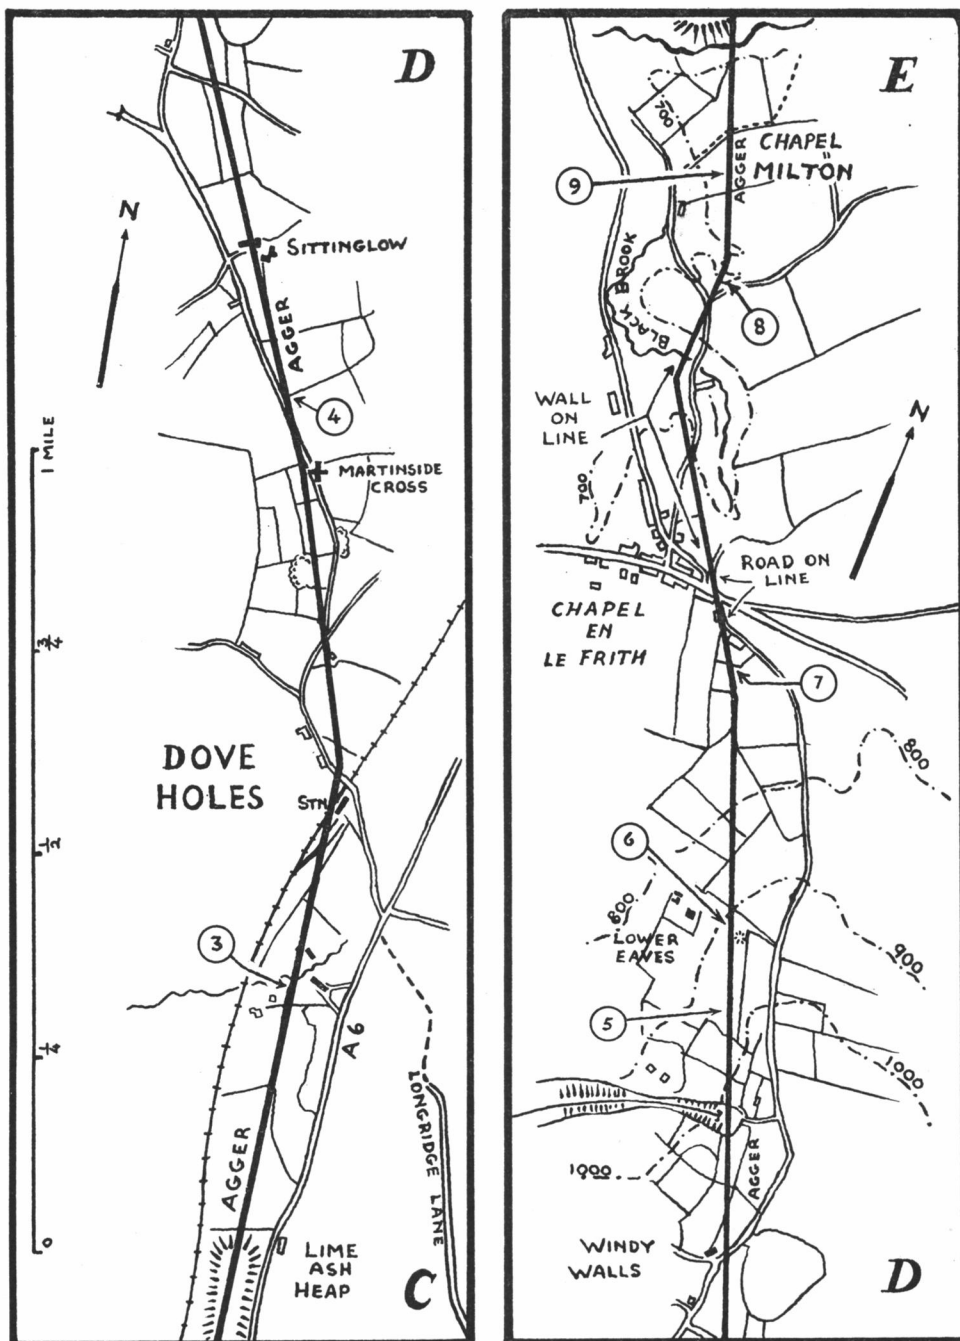 D
N
SITTINGLOW
AGGER
4
1 MILE
MARTINSIDE
CROSS
3/4
DOVE
HOLES
STN
1/2
3
A6
1/4
LONGRIDGE LANE
AGGER
0
LIME
ASH
HEAP
C
E
700
CHAPEL
MILTON
AGGER
9
BLACK BROOK
8
WALL
ON
LINE
N
700
ROAD ON
LINE
CHAPEL
EN
LE FRITH
7
800
6
800
LOWER
EAVES
900
5
1000
1000
AGGER
WINDY
WALLS
D